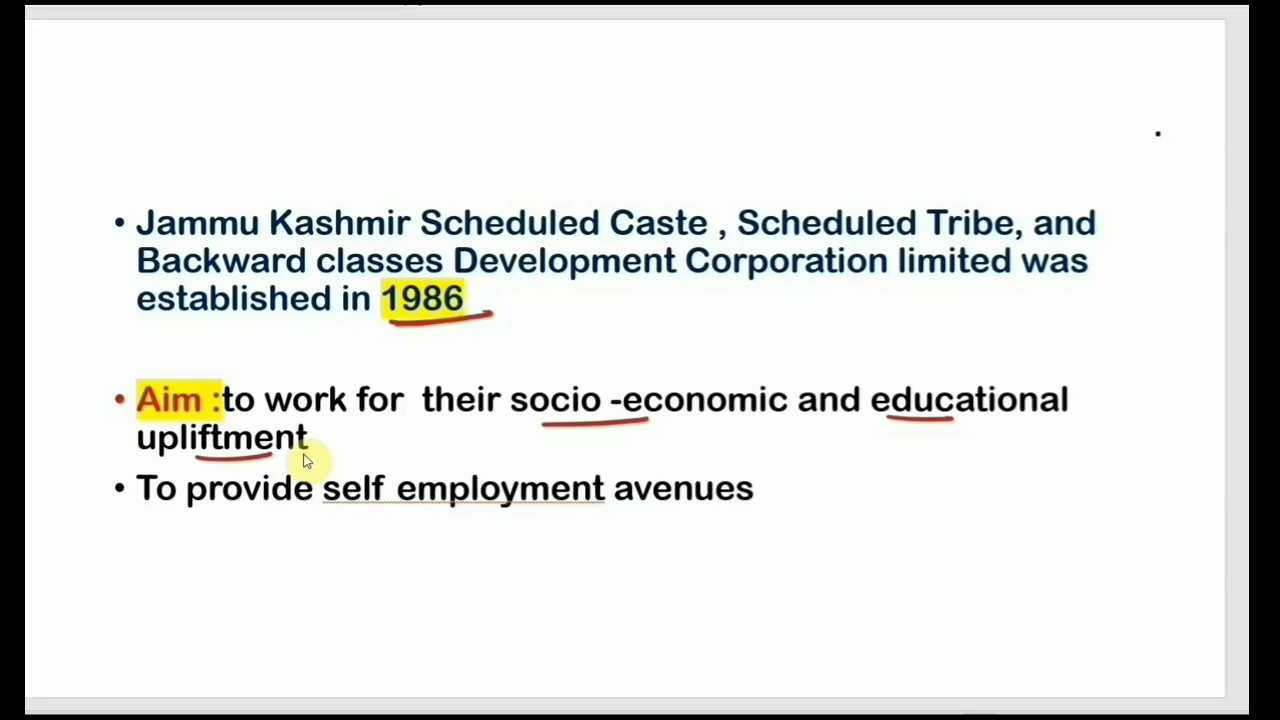 • Jammu Kashmir Scheduled Caste , Scheduled Tribe, and
Backward classes Development Corporation limited was
established in 1986
• Aim :to work for their socio -economic and educational
upliftment
• To provide self employment avenues